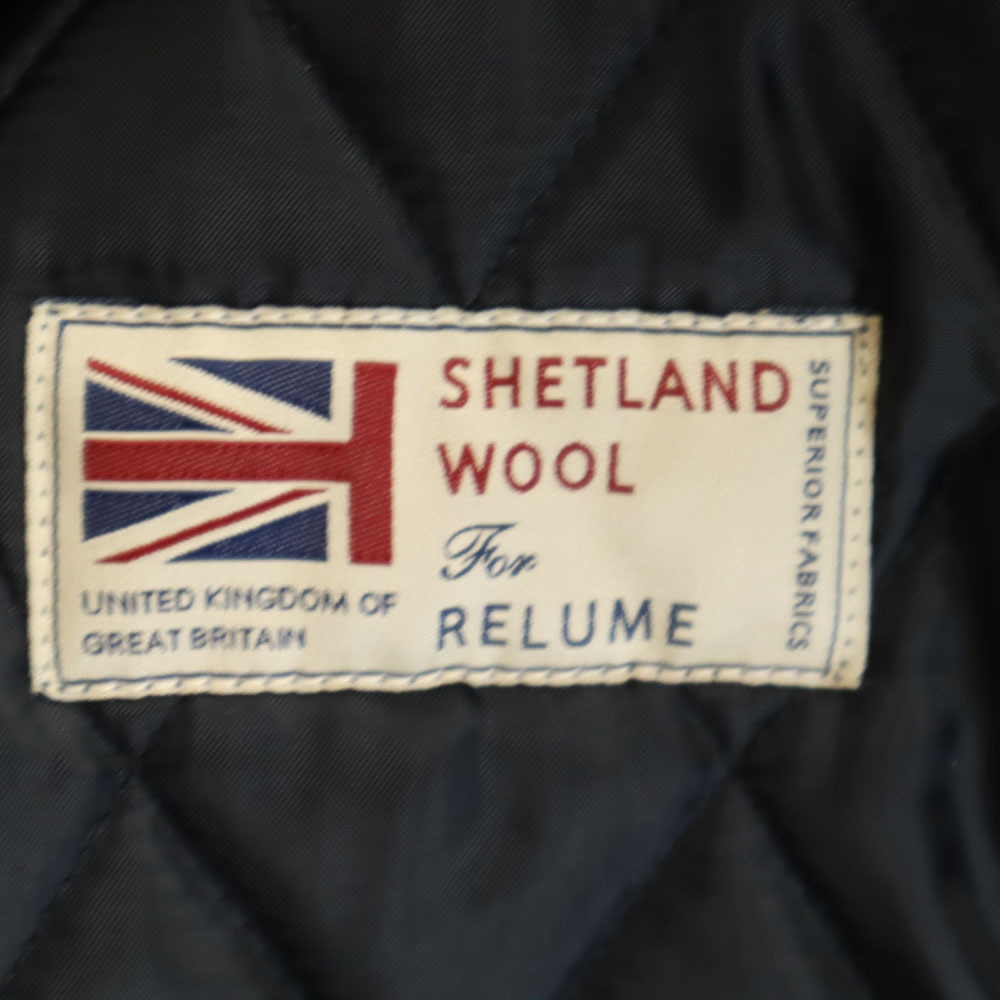 UNITED KINGDOM OF
GREAT BRITAIN
SHETLAND
WOOL
For
RELUME
SUPERIOR FABRICS